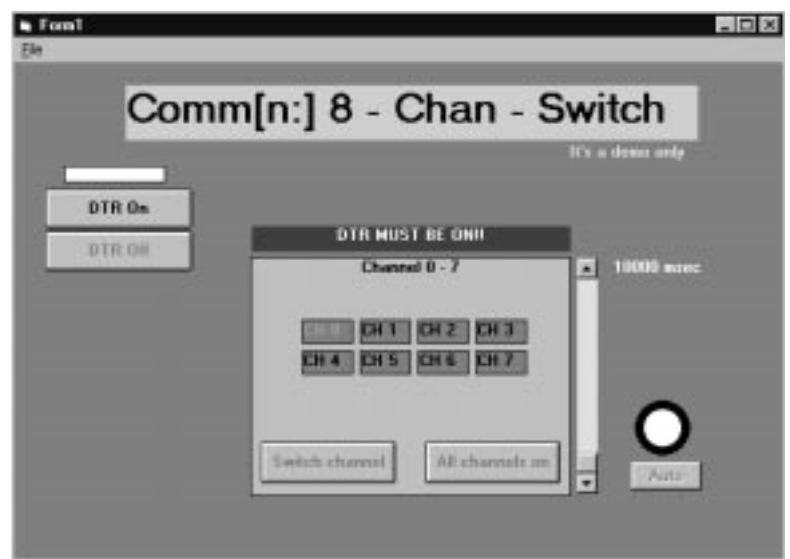 Form1
File
Comm[n:] 8 - Chan - Switch
It's a demo only
DTR On
DTR Off
DTR MUST BE ON!!
Channel 0 - 7
10000 msec
CH 0 CH 1 CH 2 CH 3
CH 4 CH 5 CH 6 CH 7
Switch channel All channels on
Auto